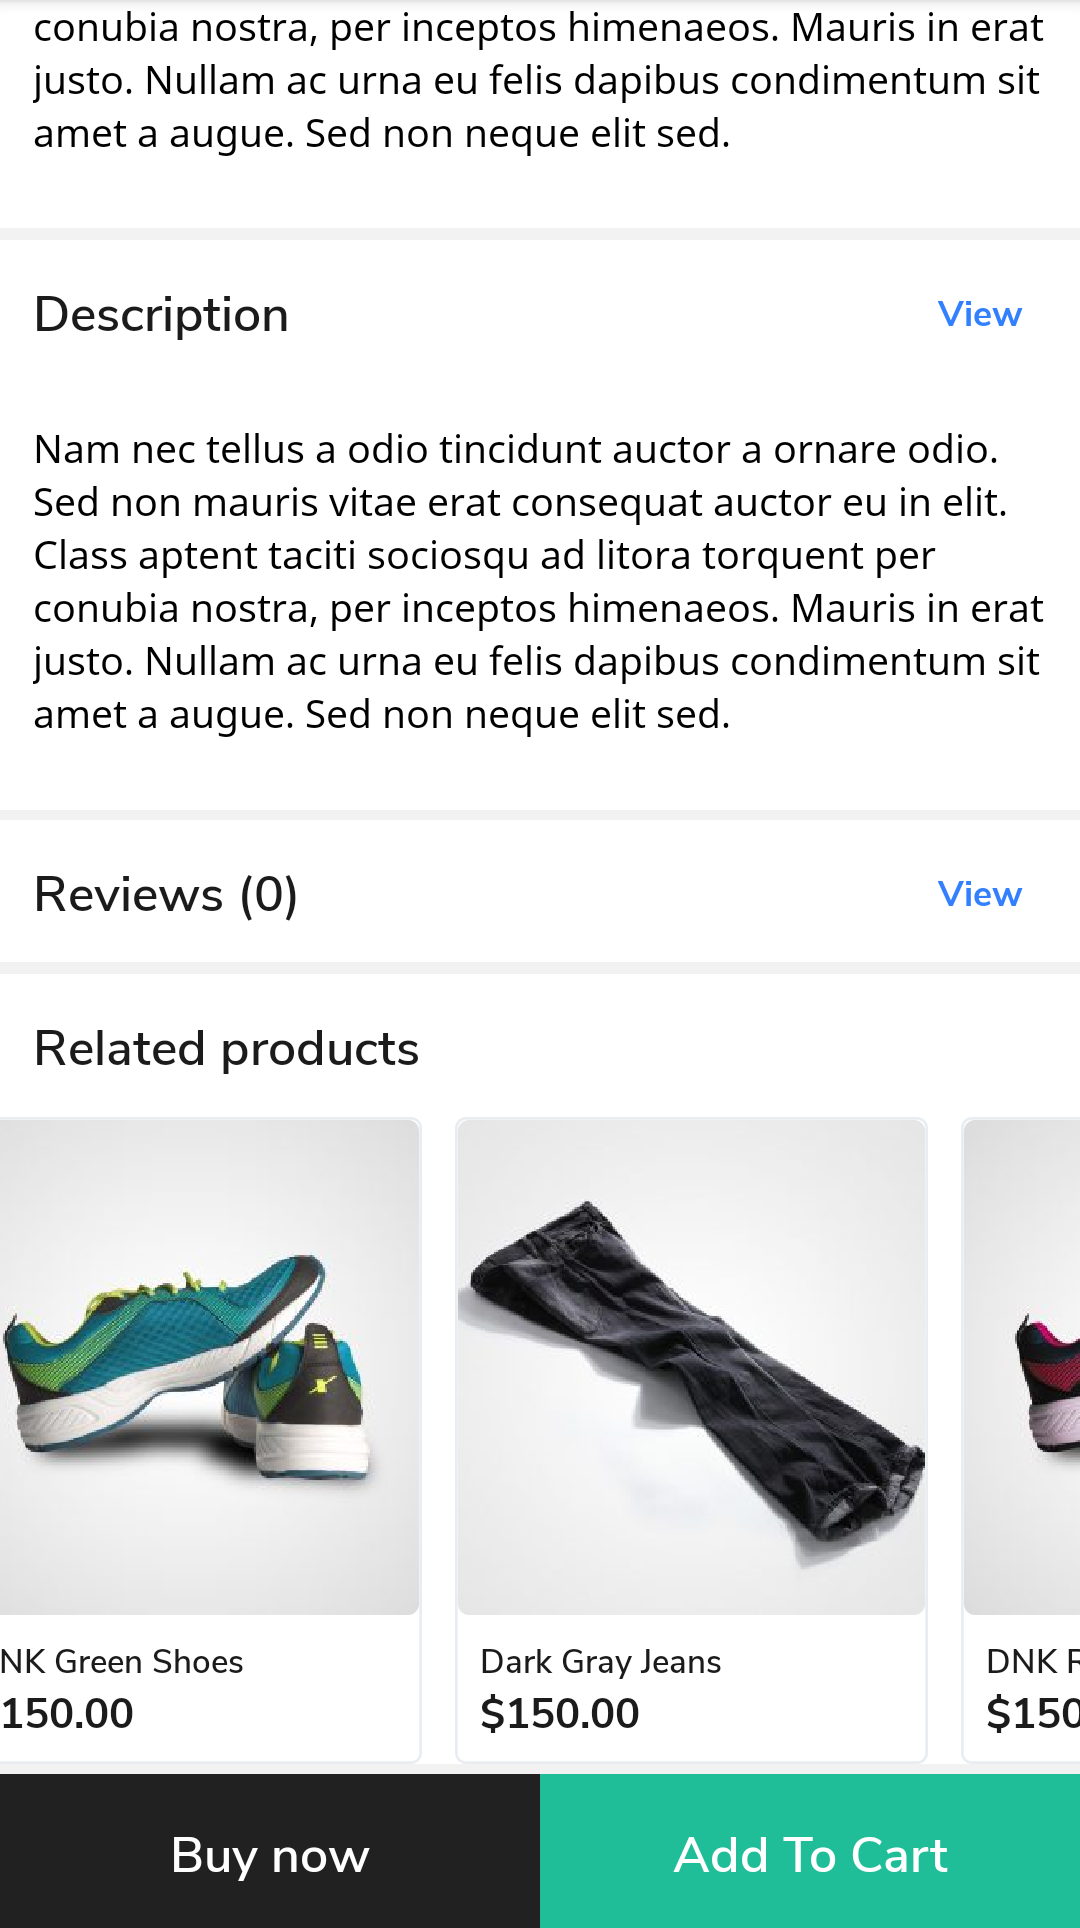 conubia nostra, per inceptos himenaeos. Mauris in erat
justo. Nullam ac urna eu felis dapibus condimentum sit
amet a augue. Sed non neque elit sed.
Description
View
Nam nec tellus a odio tincidunt auctor a ornare odio.
Sed non mauris vitae erat consequat auctor eu in elit.
Class aptent taciti sociosqu ad litora torquent per
conubia nostra, per inceptos himenaeos. Mauris in erat
justo. Nullam ac urna eu felis dapibus condimentum sit
amet a augue. Sed non neque elit sed.
Reviews (0)
View
Related products
NK Green Shoes
150.00
Dark Gray Jeans
$150.00
DNK
$150
Buy now
Add To Cart